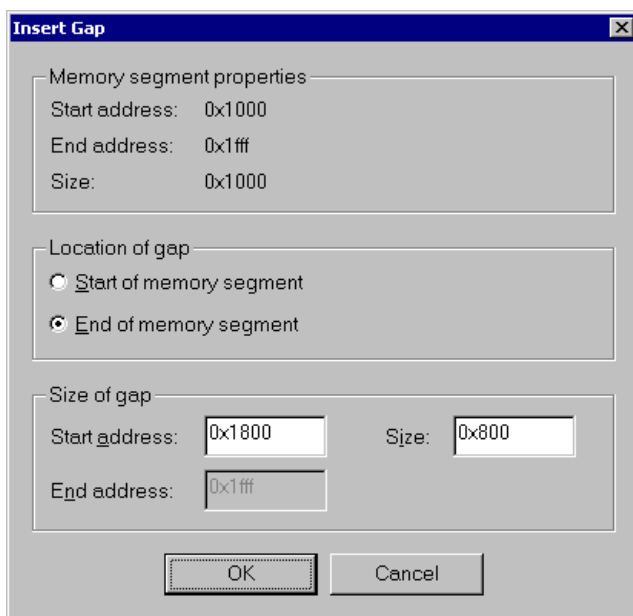 Insert Gap
Memory segment properties
Start address: 0x1000
End address: 0x1fff
Size: 0x1000
Location of gap
Start of memory segment
End of memory segment
Size of gap
Start address: 0x1800 Size: 0x800
End address: 0x1fff
OK Cancel